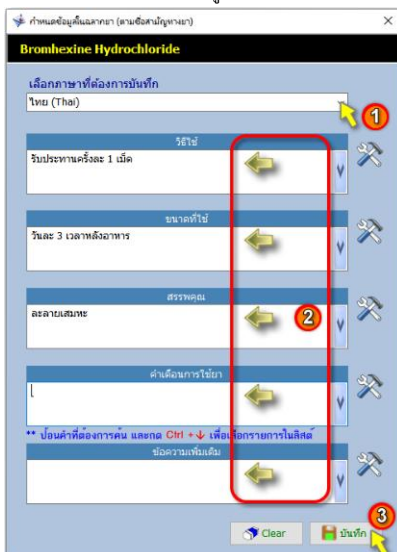 กำหนดข้อมูลในฉลากยา (ตามชื่อสามัญทางยา)
Bromhexine Hydrochloride
เลือกภาษาที่ต้องการบันทึก
ไทย (Thai)
1
วิธีใช้
รับประทานครั้งละ 1 เม็ด
ขนาดที่ใช้
วันละ 3 เวลาหลังอาหาร
สรรพคุณ
ละลายเสมหะ
2
คำเตือนการใช้ยา
** ป้อนคำที่ต้องการค้น และกด Ctrl +↓ เพื่อเลือกรายการในลิสต์
ข้อความเพิ่มเติม
3
Clear บันทึก